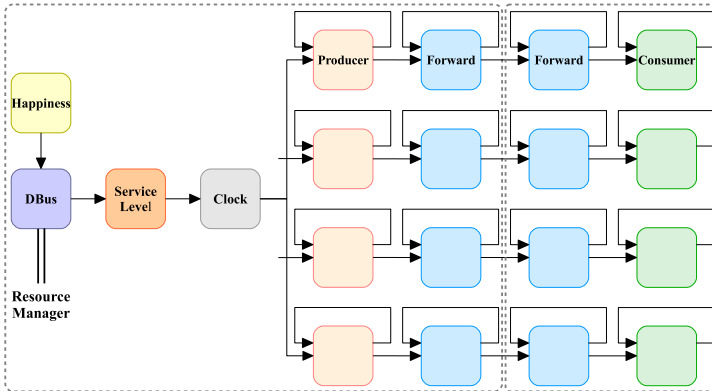 Producer
Forward
Forward
Consumer
Happiness
DBus
Service
Level
Clock
Resource
Manager